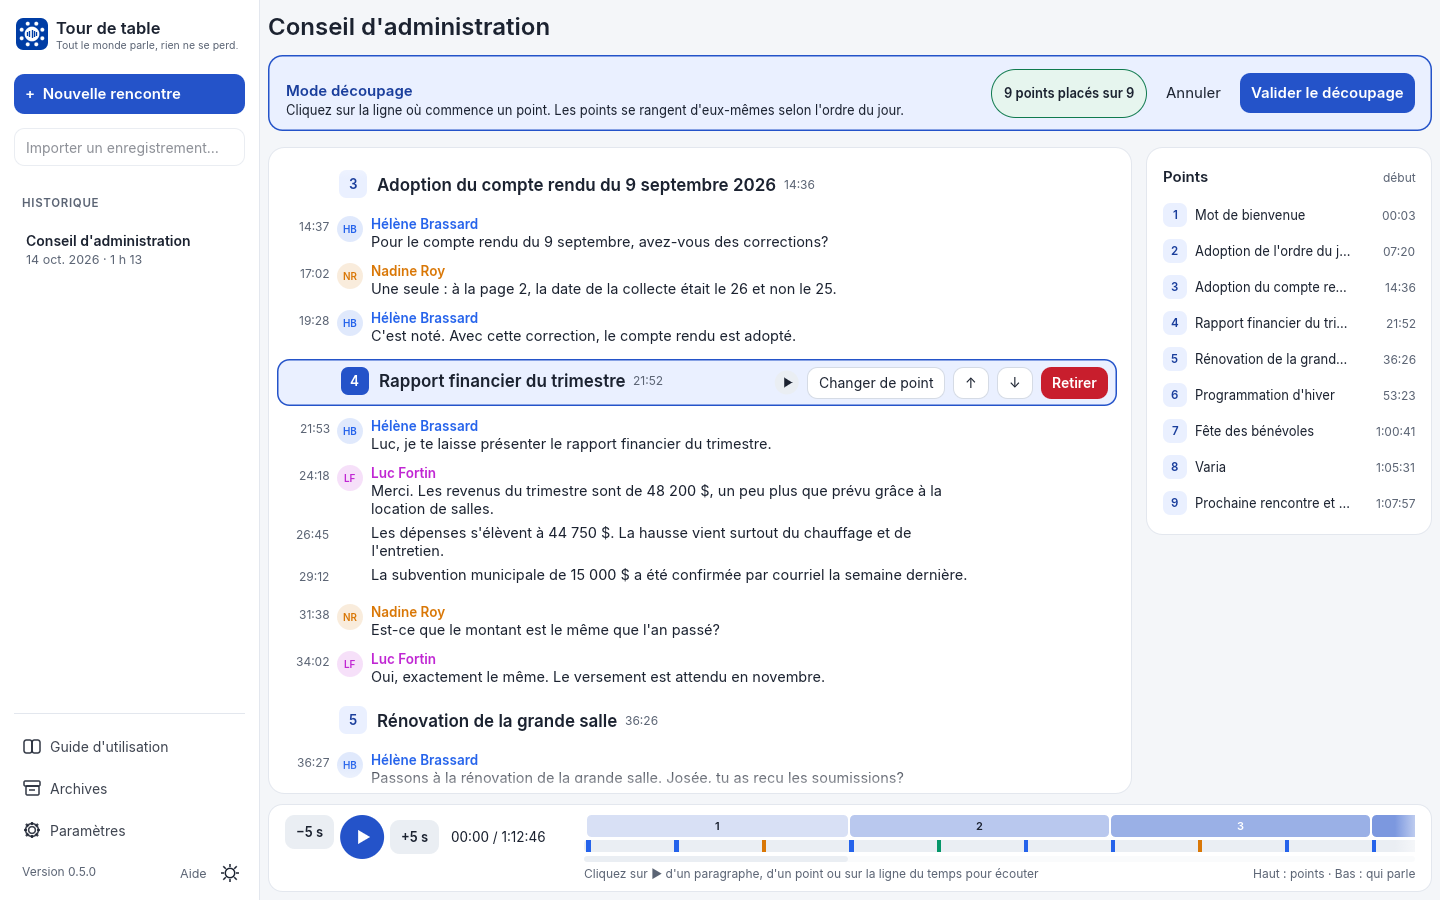 Tour de table
Tout le monde parle, rien ne se perd.
+ Nouvelle rencontre
Importer un enregistrement...
HISTORIQUE
Conseil d'administration
14 oct. 2026 · 1 h 13
Guide d'utilisation
Archives
Paramètres
Version 0.5.0
Aide
Conseil d'administration
Mode découpage
Cliquez sur la ligne où commence un point. Les points se rangent d'eux-mêmes selon l'ordre du jour.
9 points placés sur 9
Annuler
Valider le découpage
3 Adoption du compte rendu du 9 septembre 2026 14:36
14:37 HB Hélène Brassard
Pour le compte rendu du 9 septembre, avez-vous des corrections?
17:02 NR Nadine Roy
Une seule : à la page 2, la date de la collecte était le 26 et non le 25.
19:28 HB Hélène Brassard
C'est noté. Avec cette correction, le compte rendu est adopté.
4 Rapport financier du trimestre 21:52
Changer de point
↑
↓
Retirer
21:53 HB Hélène Brassard
Luc, je te laisse présenter le rapport financier du trimestre.
24:18 LF Luc Fortin
Merci. Les revenus du trimestre sont de 48 200 $, un peu plus que prévu grâce à la
location de salles.
26:45 Les dépenses s'élèvent à 44 750 $. La hausse vient surtout du chauffage et de
l'entretien.
29:12 La subvention municipale de 15 000 $ a été confirmée par courriel la semaine dernière.
31:38 NR Nadine Roy
Est-ce que le montant est le même que l'an passé?
34:02 LF Luc Fortin
Oui, exactement le même. Le versement est attendu en novembre.
5 Rénovation de la grande salle 36:26
36:27 HB Hélène Brassard
Passons à la rénovation de la grande salle. Josée, tu as reçu les soumissions?
Points début
1 Mot de bienvenue 00:03
2 Adoption de l'ordre du j... 07:20
3 Adoption du compte re... 14:36
4 Rapport financier du tri... 21:52
5 Rénovation de la grand... 36:26
6 Programmation d'hiver 53:23
7 Fête des bénévoles 1:00:41
8 Varia 1:05:31
9 Prochaine rencontre et ... 1:07:57
−5 s
+5 s
00:00 / 1:12:46
1 2 3
Cliquez sur ▶ d'un paragraphe, d'un point ou sur la ligne du temps pour écouter
Haut : points · Bas : qui parle